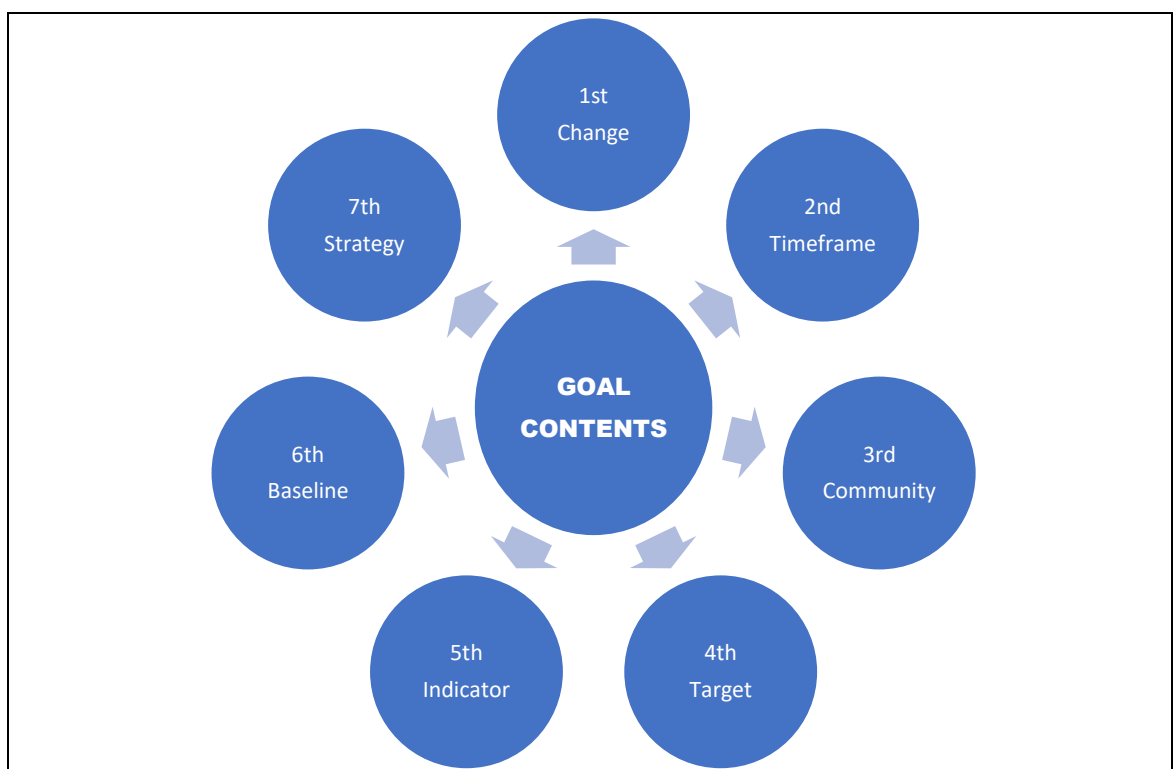 1st
Change
2nd
Timeframe
3rd
Community
4th
Target
5th
Indicator
6th
Baseline
7th
Strategy
GOAL
CONTENTS